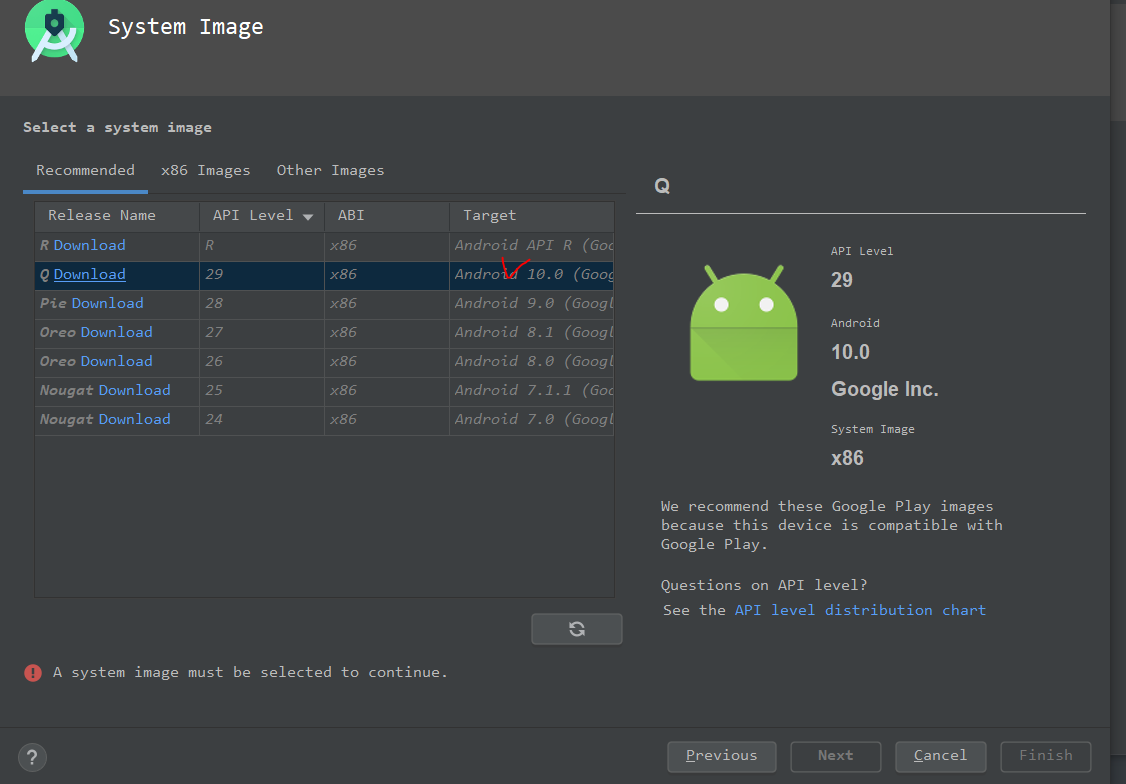 System Image
Select a system image
Recommended x86 Images Other Images
Release Name API Level ABI Target
R Download R x86 Android API R (Goo
Q Download 29 x86 Android 10.0 (Goog
Pie Download 28 x86 Android 9.0 (Googl
Oreo Download 27 x86 Android 8.1 (Googl
Oreo Download 26 x86 Android 8.0 (Googl
Nougat Download 25 x86 Android 7.1.1 (Goo
Nougat Download 24 x86 Android 7.0 (Googl
Q
API Level
29
Android
10.0
Google Inc.
System Image
x86
We recommend these Google Play images
because this device is compatible with
Google Play.
Questions on API level?
See the API level distribution chart
! A system image must be selected to continue.
? Previous Next Cancel Finish